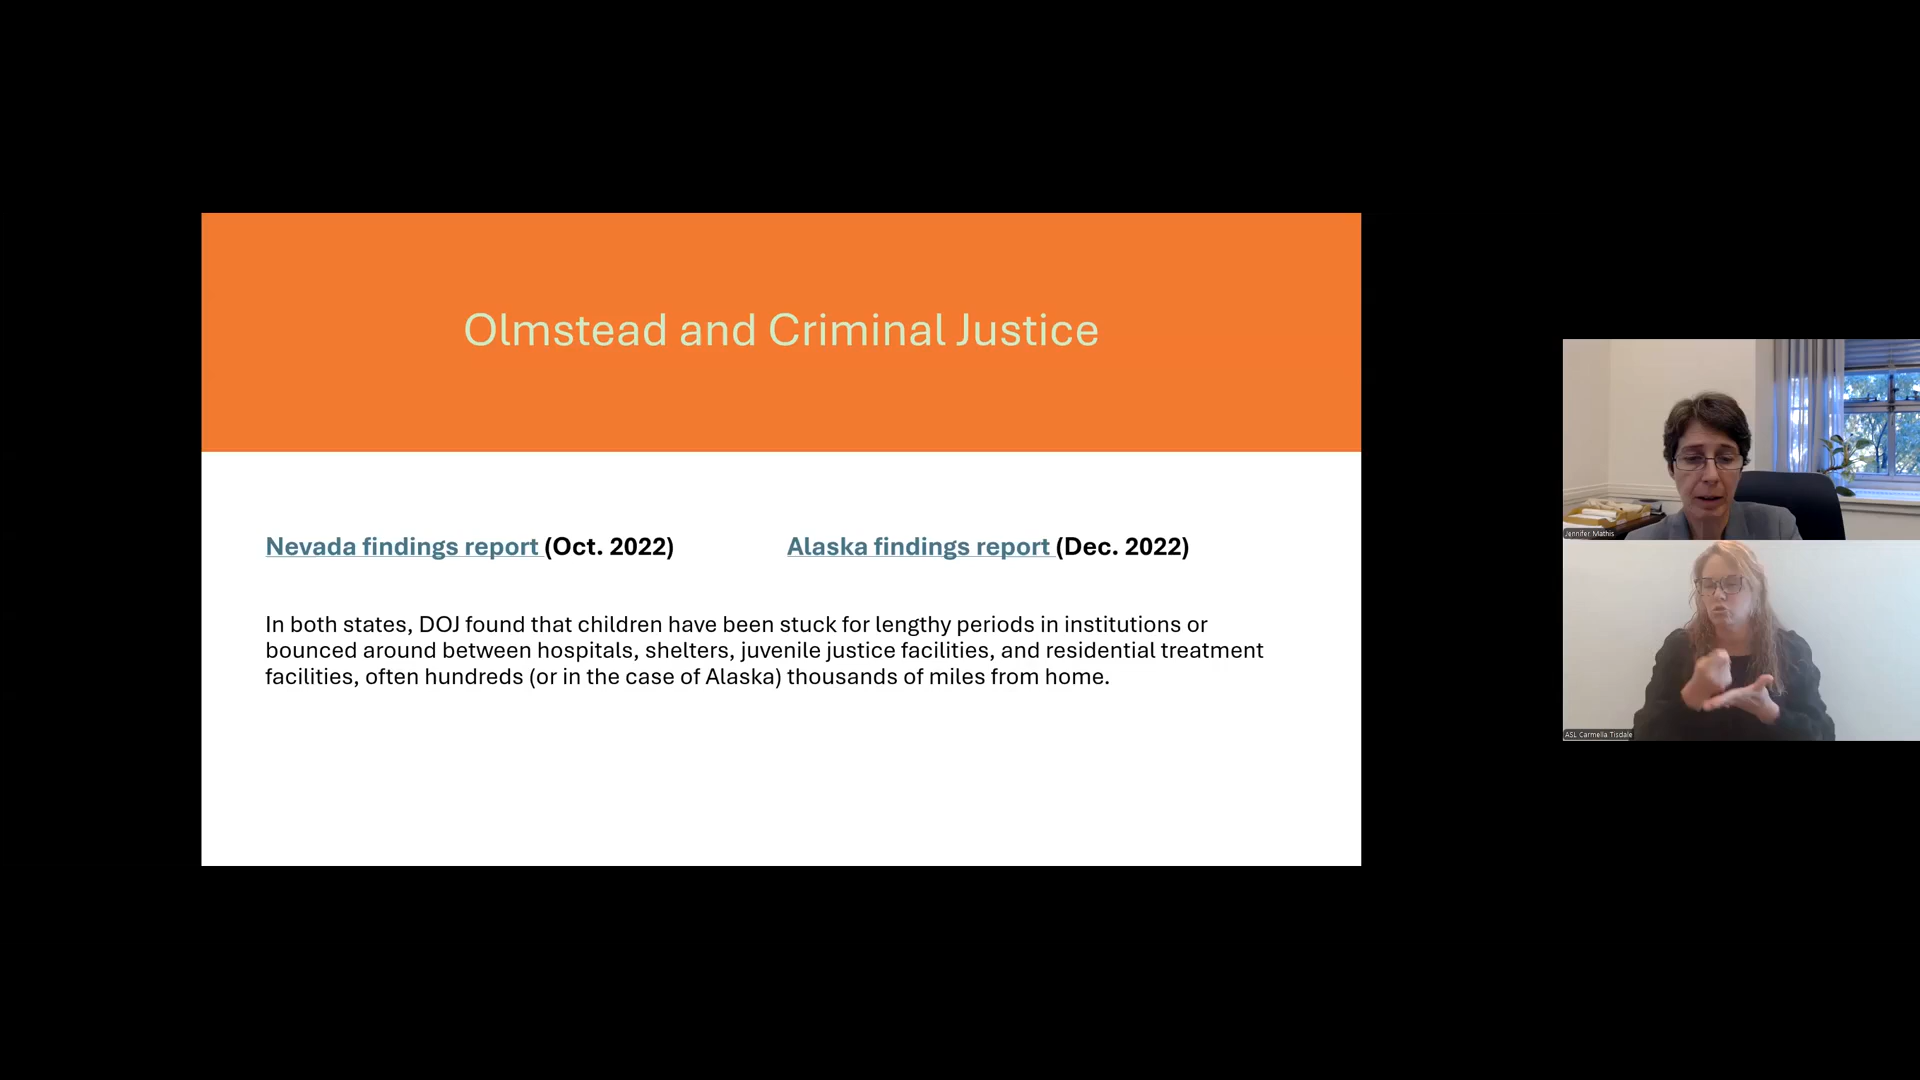 Olmstead and Criminal Justice
Nevada findings report (Oct. 2022)
Alaska findings report (Dec. 2022)
In both states, DOJ found that children have been stuck for lengthy periods in institutions or
bounced around between hospitals, shelters, juvenile justice facilities, and residential treatment
facilities, often hundreds (or in the case of Alaska) thousands of miles from home.
Jennifer Mathis
ASL Carmella Tisdale